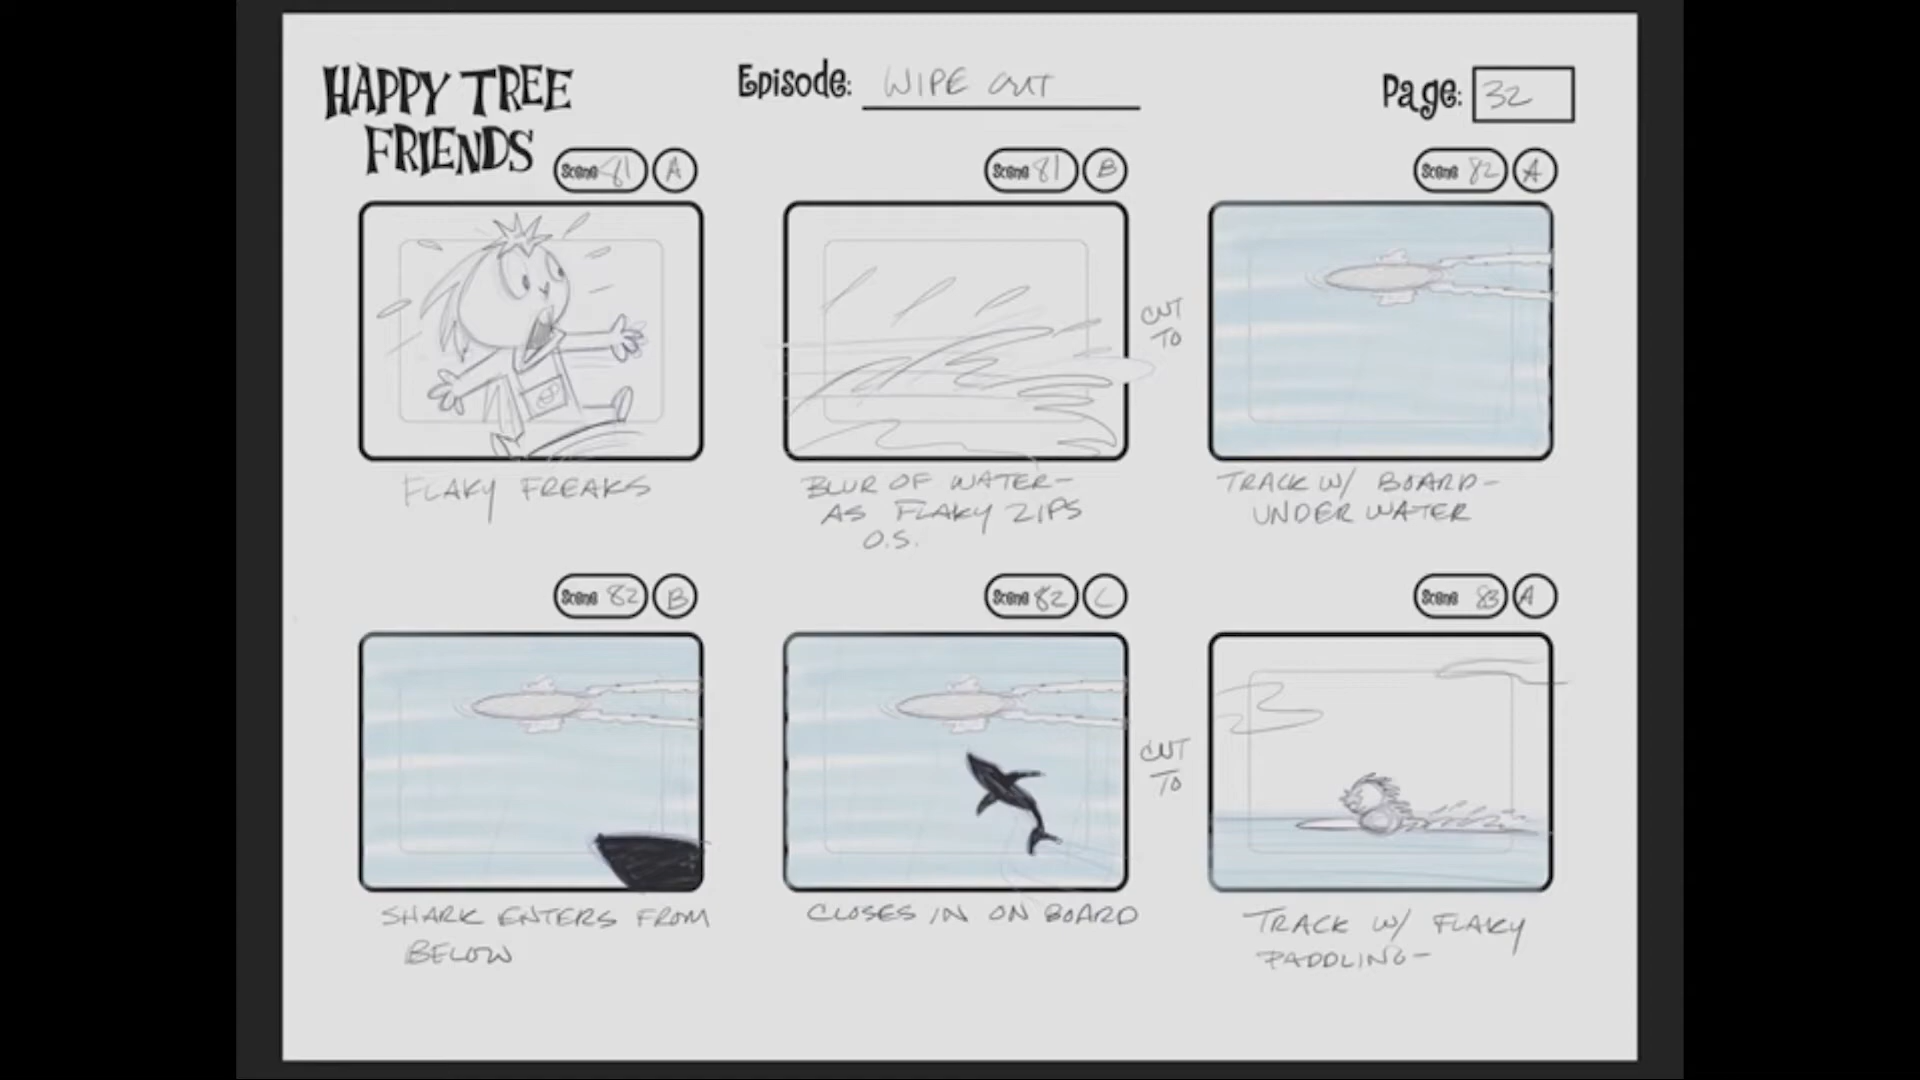 HAPPY TREE
FRIENDS
Episode: WIPE OUT
Page: 32
Scene 81 A
Scene 81 B
Scene 82 A
CUT
TO
FLAKY FREAKS
BLUR OF WATER-
AS FLAKY ZIPS
O.S.
TRACK W/ BOARD-
UNDER WATER
Scene 82 B
Scene 82 C
Scene 83 A
CUT
TO
SHARK ENTERS FROM
BELOW
CLOSES IN ON BOARD
TRACK W/ FLAKY
PADDLING-